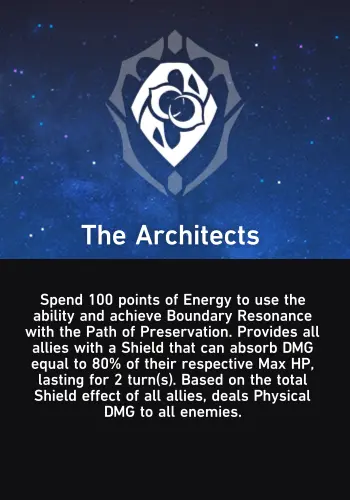 The Architects
Spend 100 points of Energy to use the
ability and achieve Boundary Resonance
with the Path of Preservation. Provides all
allies with a Shield that can absorb DMG
equal to 80% of their respective Max HP,
lasting for 2 turn(s). Based on the total
Shield effect of all allies, deals Physical
DMG to all enemies.